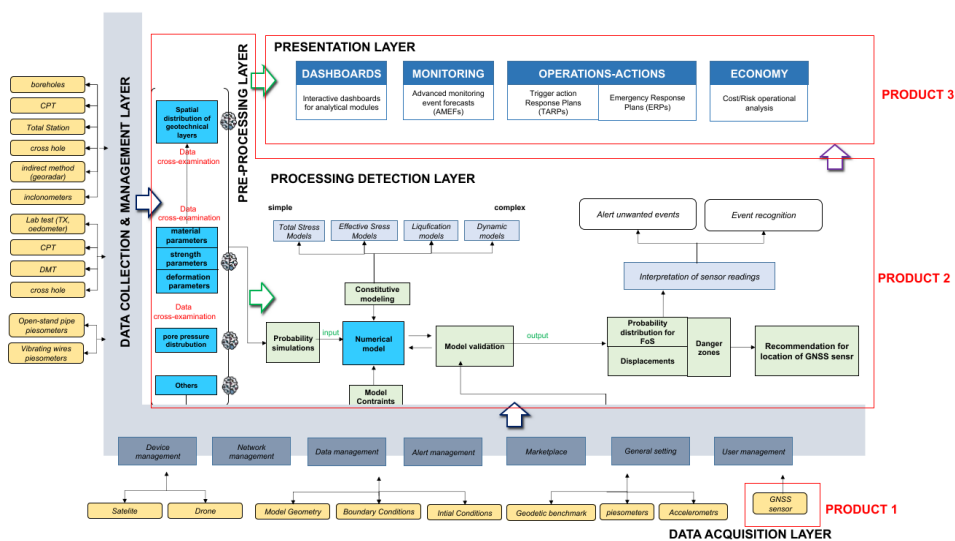 PRESENTATION LAYER
DASHBOARDS
Interactive dashboards
for analytical modules
MONITORING
Advanced monitoring
event forecasts
(AMEFs)
OPERATIONS-ACTIONS
Trigger action
Response Plans
(TARPs)
Emergency Response
Plans (ERPs)
ECONOMY
Cost/Risk operational
analysis
PRODUCT 3
boreholes
CPT
Total Station
cross hole
indirect method
(georadar)
inclonometers
Lab test (TX,
oedometer)
CPT
DMT
cross hole
Open-stand pipe
piesometers
Vibrating wires
piesometers
DATA COLLECTION & MANAGEMENT LAYER
PRE-PROCESSING LAYER
Spatial
distribution of
geotechnical
layers
Data
cross-examination
Data
cross-examination
material
parameters
strength
parameters
deformation
parameters
Data
cross-examination
pore pressure
distrubution
Others
PROCESSING DETECTION LAYER
simple
complex
Total Stress
Models
Effective Sress
Models
Liqufication
models
Dynamic
models
Constitutive
modeling
Probability
simulations
input
Numerical
model
Model validation
output
Model
Contraints
Alert unwanted events
Event recognition
Interpretation of sensor readings
Probability
distribution for
FoS
Displacements
Danger
zones
Recommendation for
location of GNSS sensr
PRODUCT 2
Device
management
Network
management
Data management
Alert management
Marketplace
General setting
User management
Satelite
Drone
Model Geometry
Boundary Conditions
Intial Conditions
Geodetic benchmark
piesometers
Accelerometrs
GNSS
sensor
PRODUCT 1
DATA ACQUISITION LAYER